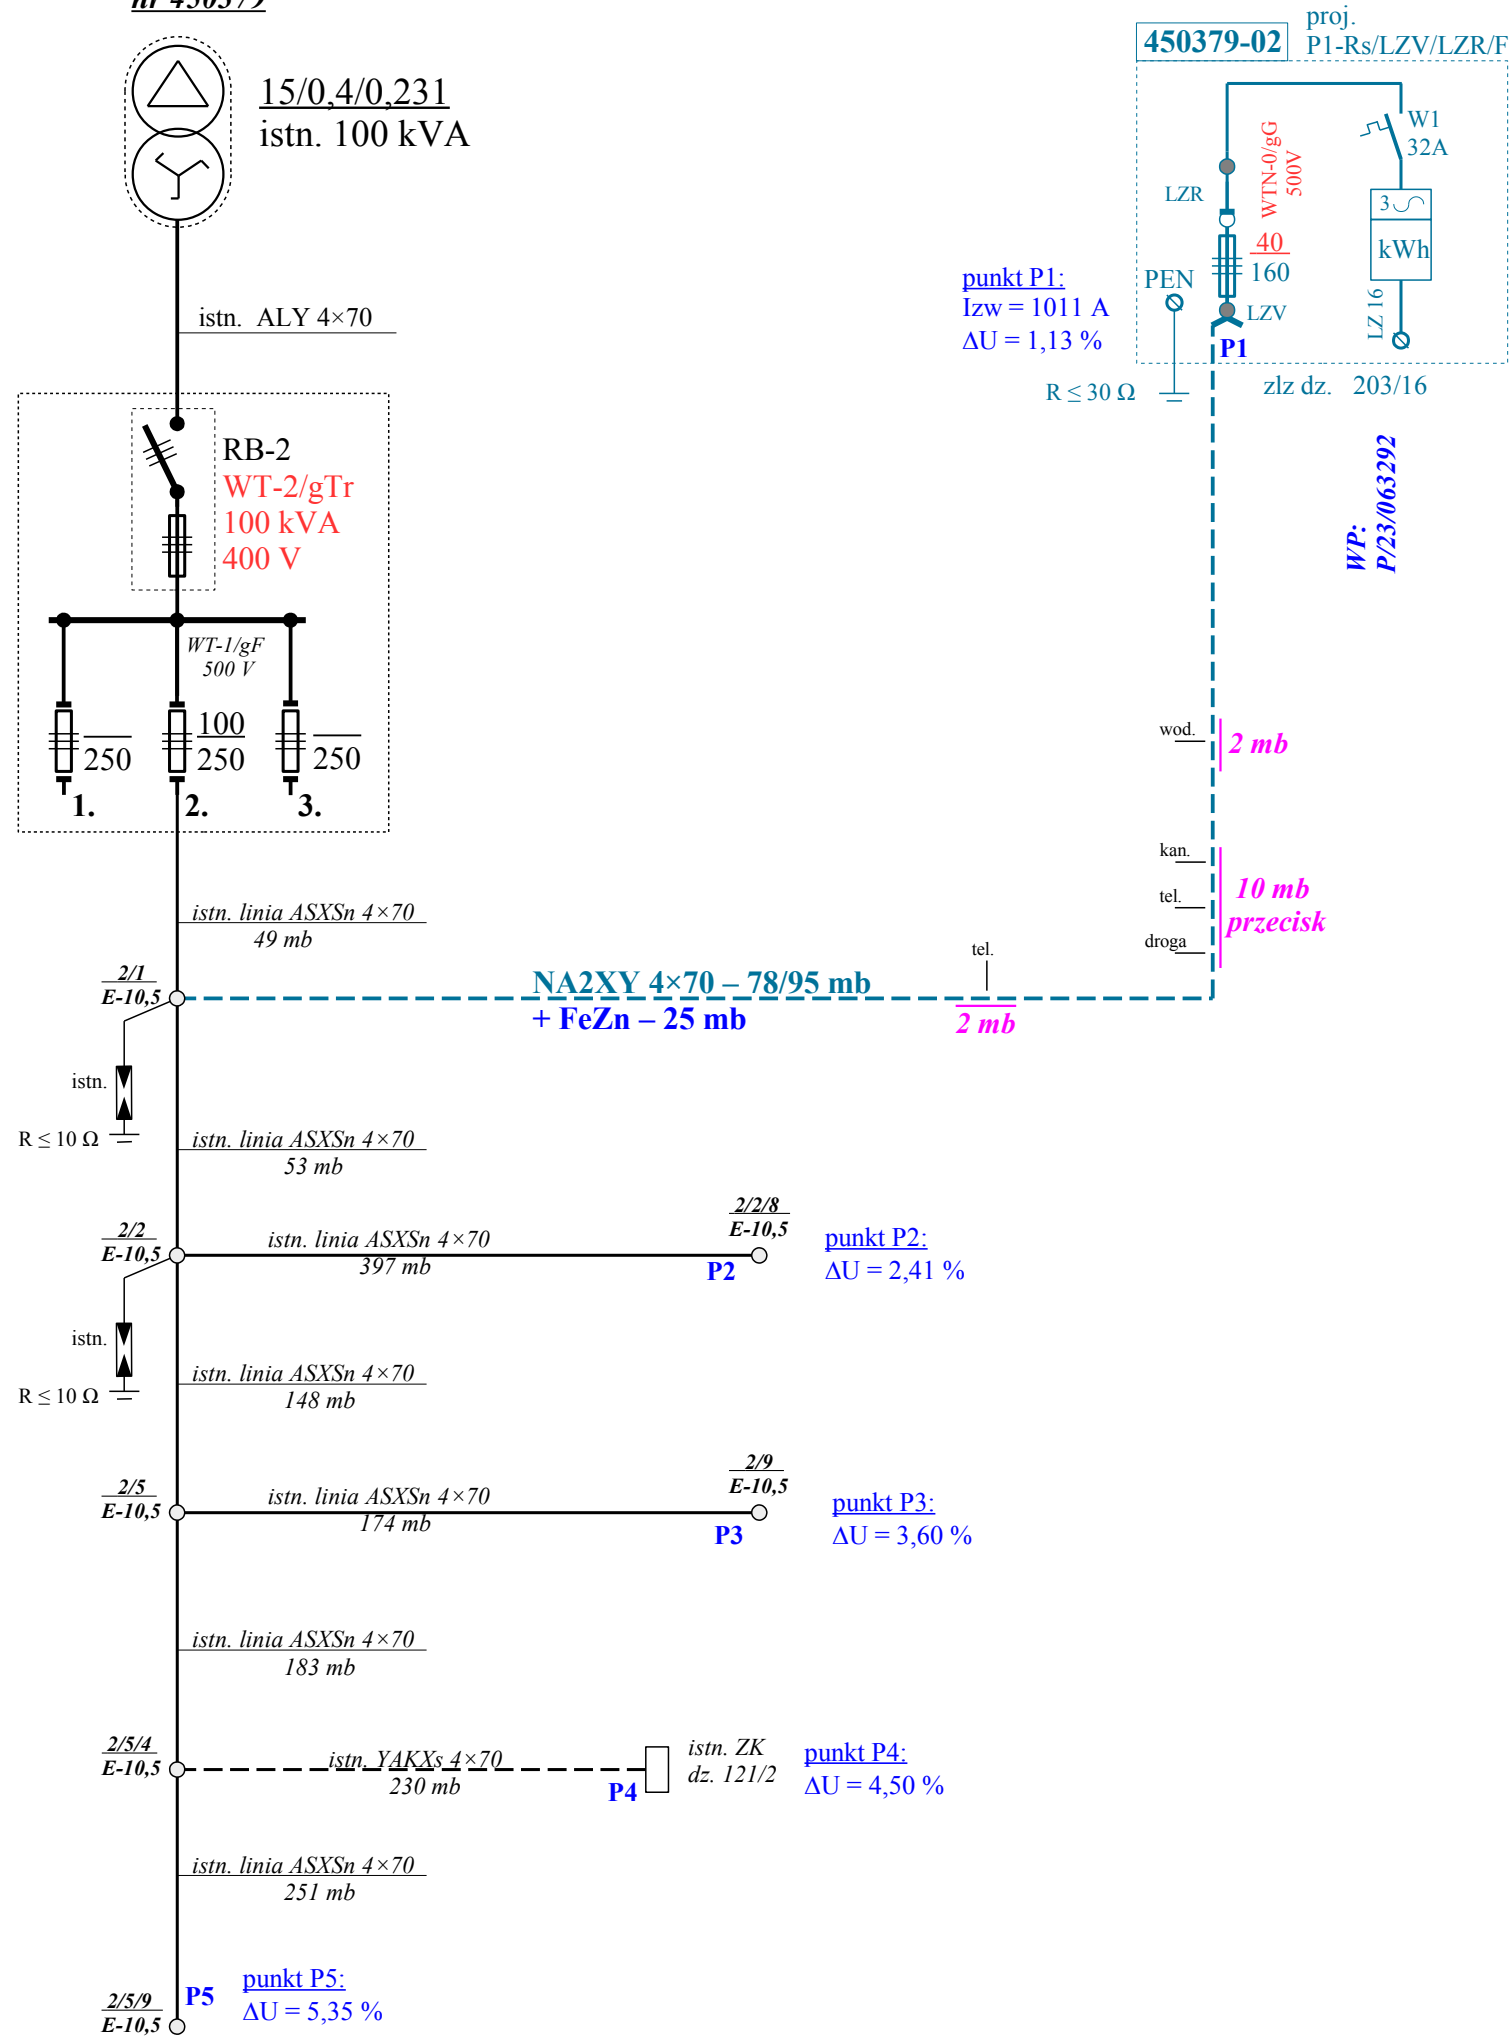 nr 450379
15/0,4/0,231
istn. 100 kVA
istn. ALY 4×70
RB-2
WT-2/gTr
100 kVA
400 V
WT-1/gF
500 V
250
100
250
250
1.
2.
3.
istn. linia ASXSn 4×70
49 mb
2/1
E-10,5
istn.
R ≤ 10 Ω
NA2XY 4×70 – 78/95 mb
+ FeZn – 25 mb
tel.
2 mb
450379-02
proj.
P1-Rs/LZV/LZR/F
W1
32A
WTN-0/gG
500V
LZR
3
kWh
40
160
PEN
LZV
LZ 16
P1
punkt P1:
Izw = 1011 A
ΔU = 1,13 %
R ≤ 30 Ω
zlz dz. 203/16
WP:
P/23/063292
wod.
2 mb
kan.
tel.
droga
10 mb
przecisk
istn. linia ASXSn 4×70
53 mb
2/2
E-10,5
istn.
R ≤ 10 Ω
istn. linia ASXSn 4×70
397 mb
2/2/8
E-10,5
P2
punkt P2:
ΔU = 2,41 %
istn. linia ASXSn 4×70
148 mb
2/5
E-10,5
istn. linia ASXSn 4×70
174 mb
2/9
E-10,5
P3
punkt P3:
ΔU = 3,60 %
istn. linia ASXSn 4×70
183 mb
2/5/4
E-10,5
istn. YAKXs 4×70
230 mb
P4
istn. ZK
dz. 121/2
punkt P4:
ΔU = 4,50 %
istn. linia ASXSn 4×70
251 mb
2/5/9
E-10,5
P5
punkt P5:
ΔU = 5,35 %